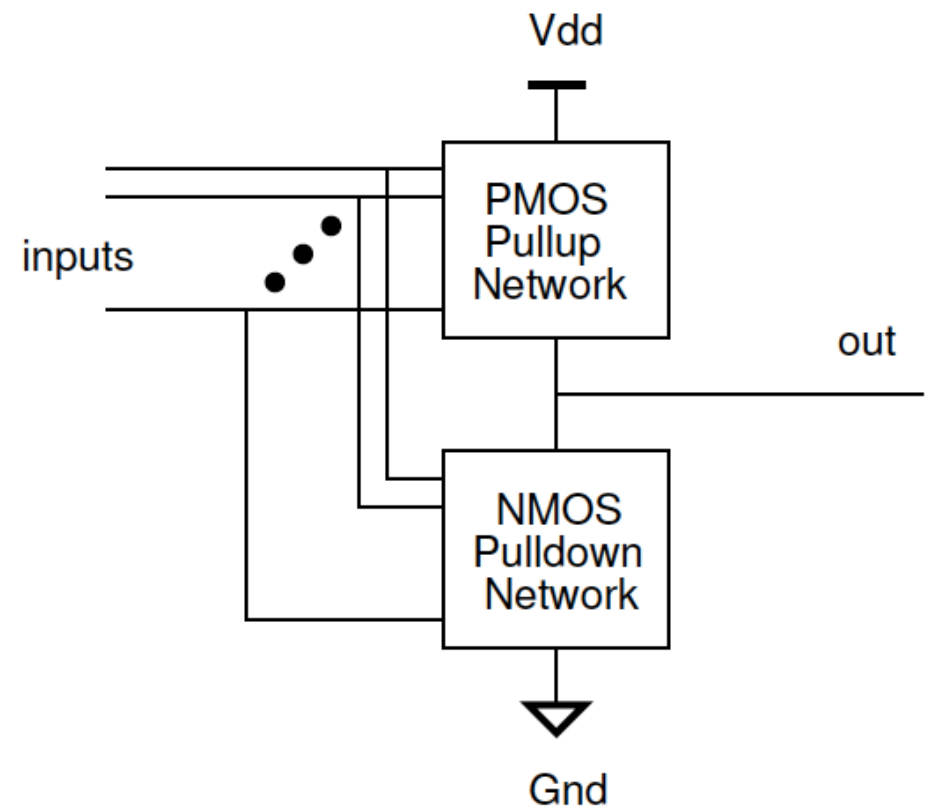 Vdd
PMOS
Pullup
Network
inputs
out
NMOS
Pulldown
Network
Gnd